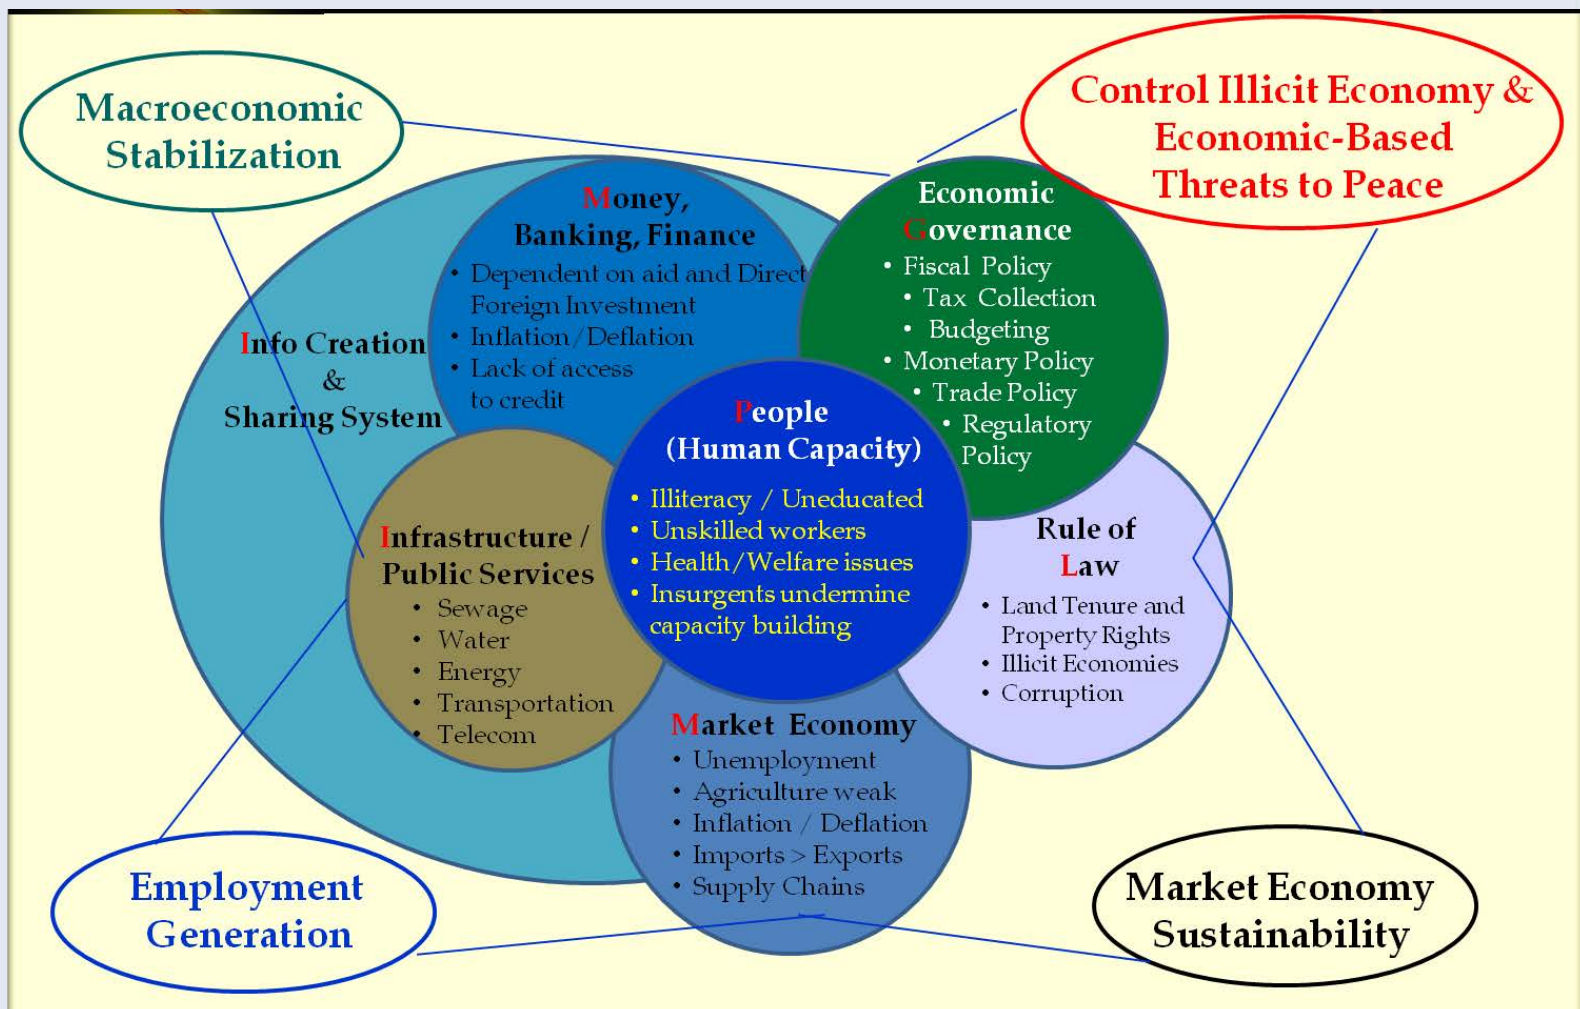 Macroeconomic
Stabilization
Control Illicit Economy &
Economic-Based
Threats to Peace
Money,
Banking, Finance
• Dependent on aid and Direct
Foreign Investment
• Inflation/Deflation
• Lack of access
to credit
Economic
Governance
• Fiscal Policy
• Tax Collection
• Budgeting
• Monetary Policy
• Trade Policy
• Regulatory
Policy
Info Creation
&
Sharing System
People
(Human Capacity)
• Illiteracy / Uneducated
• Unskilled workers
• Health/Welfare issues
• Insurgents undermine
capacity building
Infrastructure /
Public Services
• Sewage
• Water
• Energy
• Transportation
• Telecom
Rule of
Law
• Land Tenure and
Property Rights
• Illicit Economies
• Corruption
Market Economy
• Unemployment
• Agriculture weak
• Inflation / Deflation
• Imports > Exports
• Supply Chains
Employment
Generation
Market Economy
Sustainability